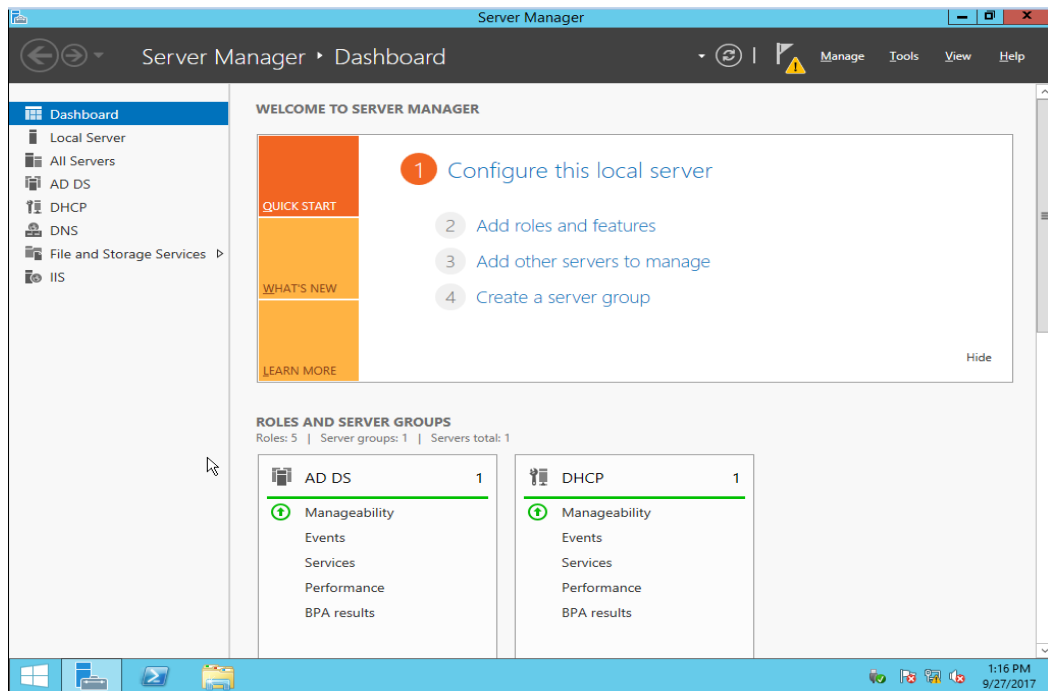 Server Manager
Server Manager ‣ Dashboard
Manage Tools View Help
Dashboard
Local Server
All Servers
AD DS
DHCP
DNS
File and Storage Services
IIS
WELCOME TO SERVER MANAGER
QUICK START
WHAT'S NEW
LEARN MORE
1 Configure this local server
2 Add roles and features
3 Add other servers to manage
4 Create a server group
Hide
ROLES AND SERVER GROUPS
Roles: 5 | Server groups: 1 | Servers total: 1
AD DS 1
Manageability
Events
Services
Performance
BPA results
DHCP 1
Manageability
Events
Services
Performance
BPA results
1:16 PM
9/27/2017